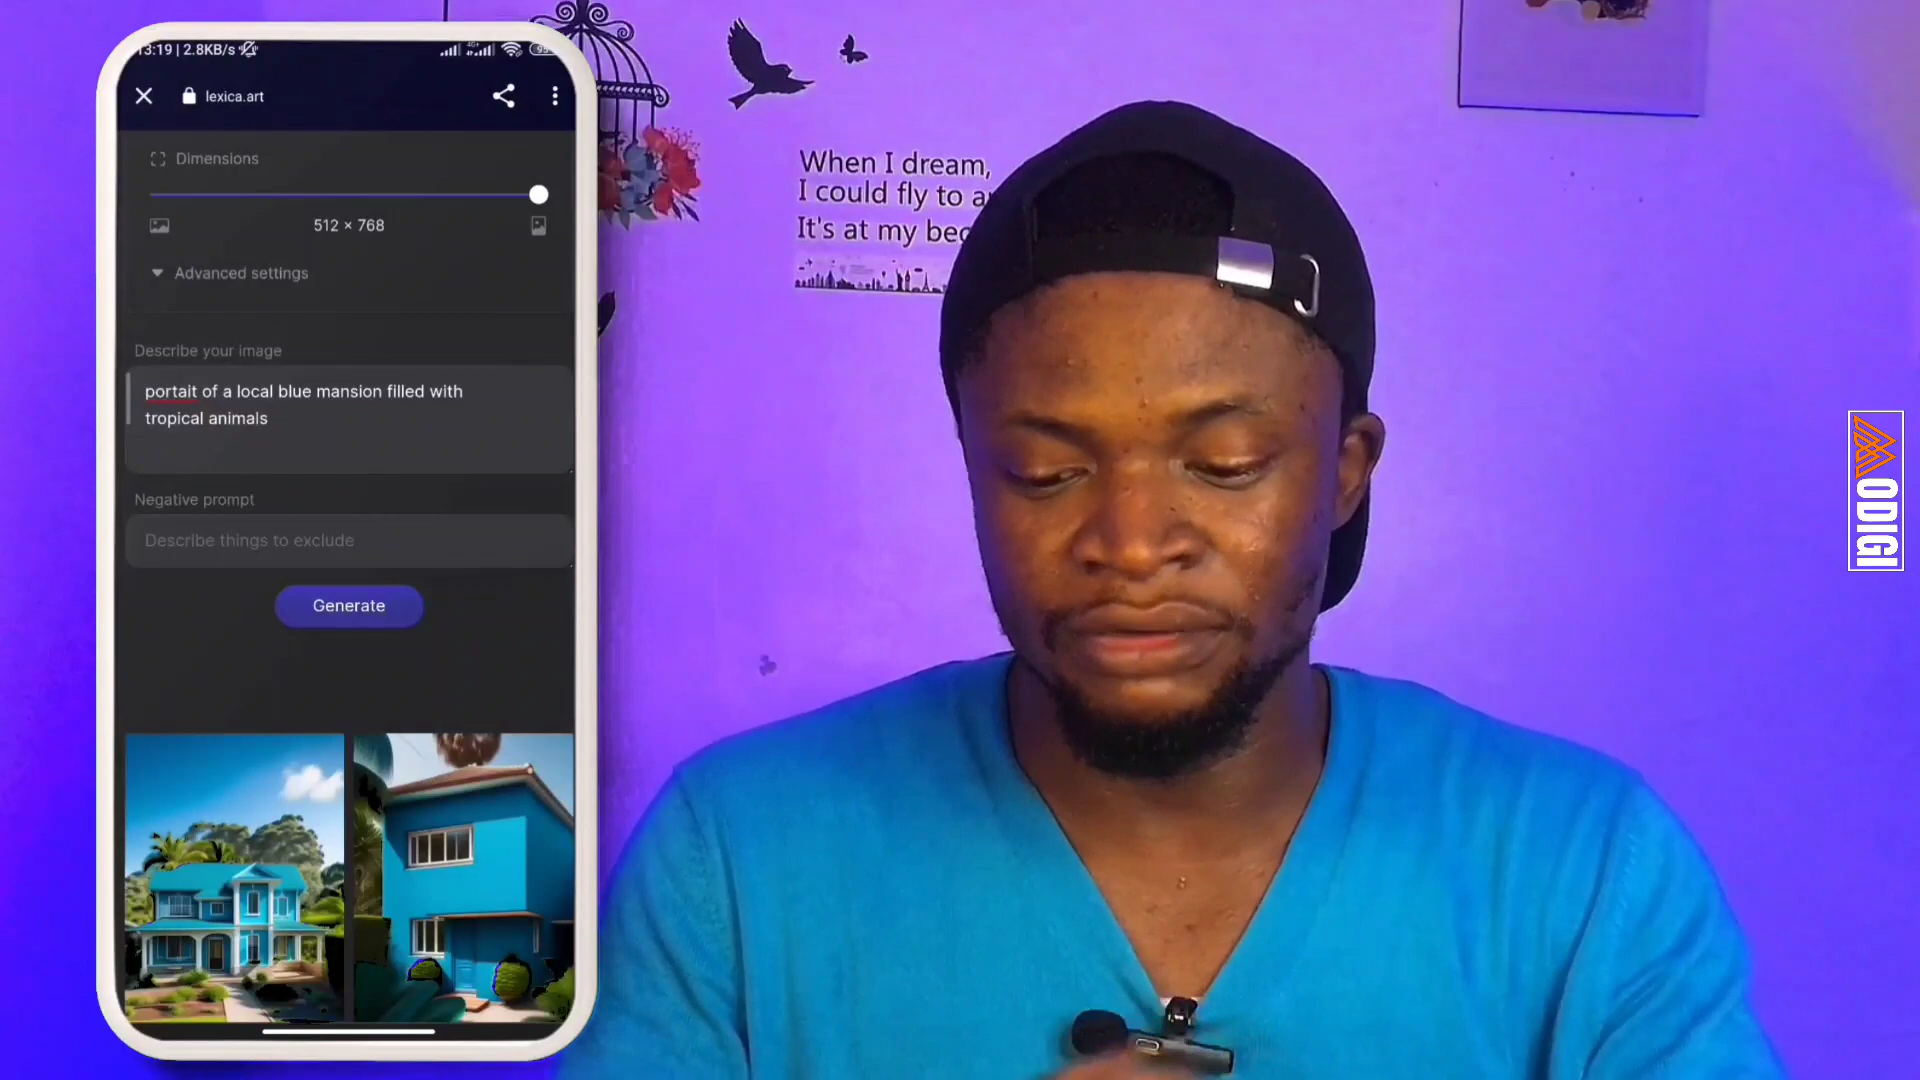 13:19 | 2.8KB/s
4G+
lexica.art
Dimensions
512 × 768
Advanced settings
Describe your image
portait of a local blue mansion filled with
tropical animals
Negative prompt
Describe things to exclude
Generate
When I dream,
I could fly to
It's at my
ODIGI